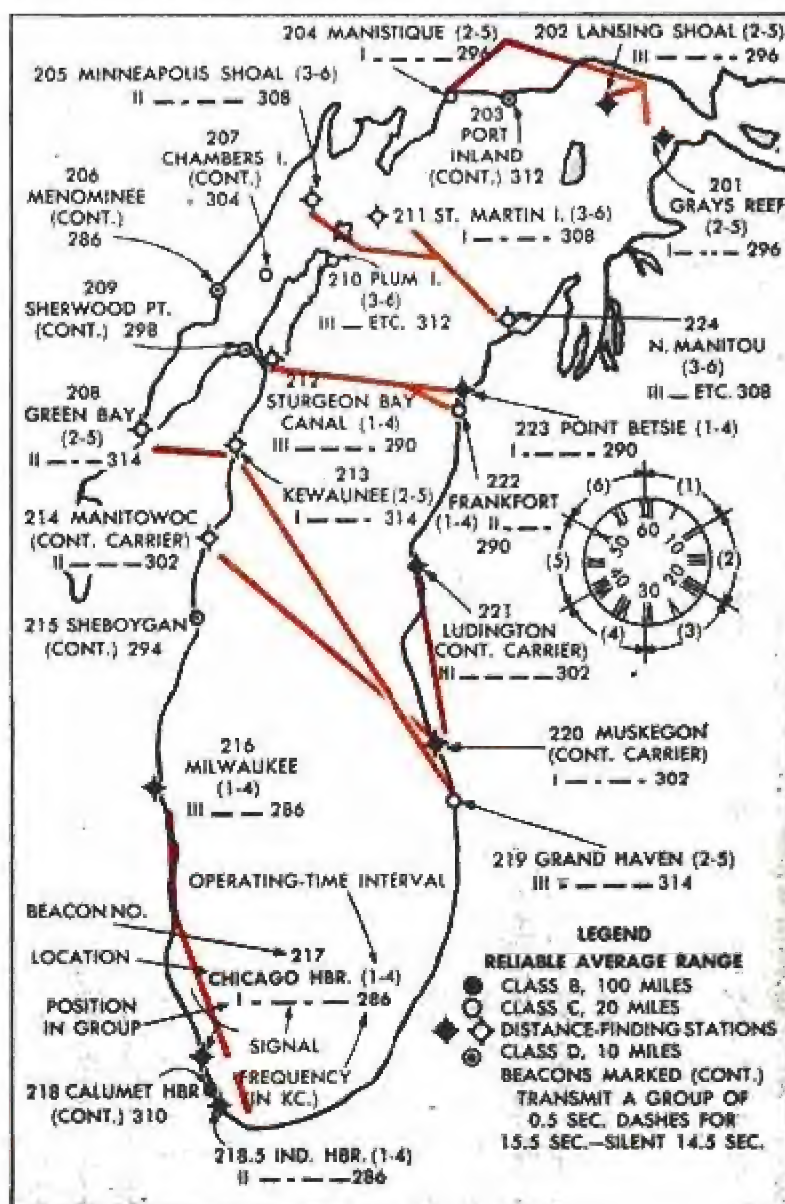 204 MANISTIQUE (2-5)
I — - — 296
202 LANSING SHOAL (2-5)
III — - — 296
205 MINNEAPOLIS SHOAL (3-6)
II — - — - — 308
203
PORT
INLAND
(CONT.) 312
207
CHAMBERS I.
(CONT.)
304
206
MENOMINEE
(CONT.)
286
201
GRAYS REEF
(2-5)
I — - - — 296
211 ST. MARTIN I. (3-6)
I — - — — 308
210 PLUM I.
(3-6)
III — ETC. 312
209
SHERWOOD PT.
(CONT.) 298
224
N. MANITOU
(3-6)
III — ETC. 308
208
GREEN BAY
(2-5)
II — - — - — 314
212
STURGEON BAY
CANAL (1-4)
III — - — - — 290
223 POINT BETSIE (1-4)
I - — - — - — 290
213
KEWAUNEE (2-5)
I — - — 314
222
FRANKFORT
(1-4) II — - —
290
214 MANITOWOC
(CONT. CARRIER)
II — - — — — 302
(6) (1)
(5) (2)
(4) (3)
60 10 20 30 40 50
215 SHEBOYGAN
(CONT.) 294
221
LUDINGTON
(CONT. CARRIER)
III — — — — 302
220 MUSKEGON
(CONT. CARRIER)
I — - — - — 302
216
MILWAUKEE
(1-4)
III — — — 286
219 GRAND HAVEN (2-5)
III — — — — 314
OPERATING-TIME INTERVAL
BEACON NO.
217
LOCATION
CHICAGO HBR. (1-4)
I — - — - — 286
POSITION
IN GROUP
SIGNAL
FREQUENCY
(IN KC.)
218 CALUMET HBR
(CONT.) 310
218.5 IND. HBR. (1-4)
II — - — — 286
LEGEND
RELIABLE AVERAGE RANGE
CLASS B, 100 MILES
CLASS C, 20 MILES
DISTANCE-FINDING STATIONS
CLASS D, 10 MILES
BEACONS MARKED (CONT.)
TRANSMIT A GROUP OF
0.5 SEC. DASHES FOR
15.5 SEC.—SILENT 14.5 SEC.